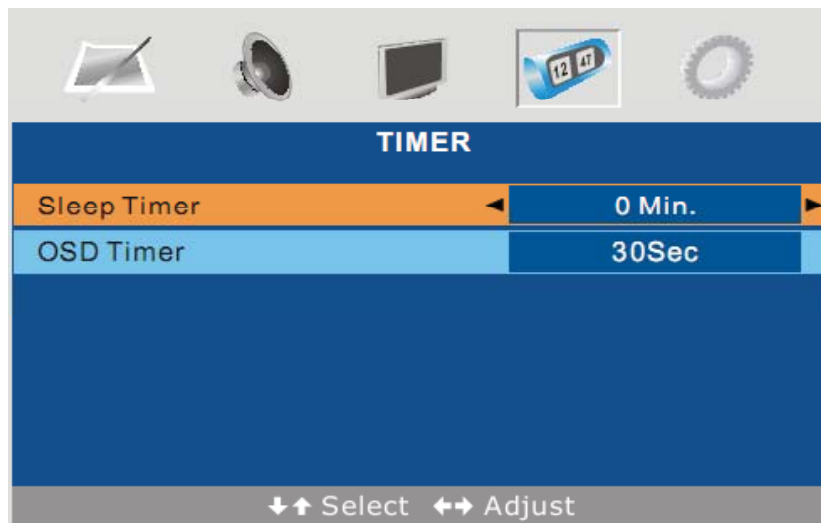 12 47
TIMER
Sleep Timer 0 Min.
OSD Timer 30Sec
Select Adjust